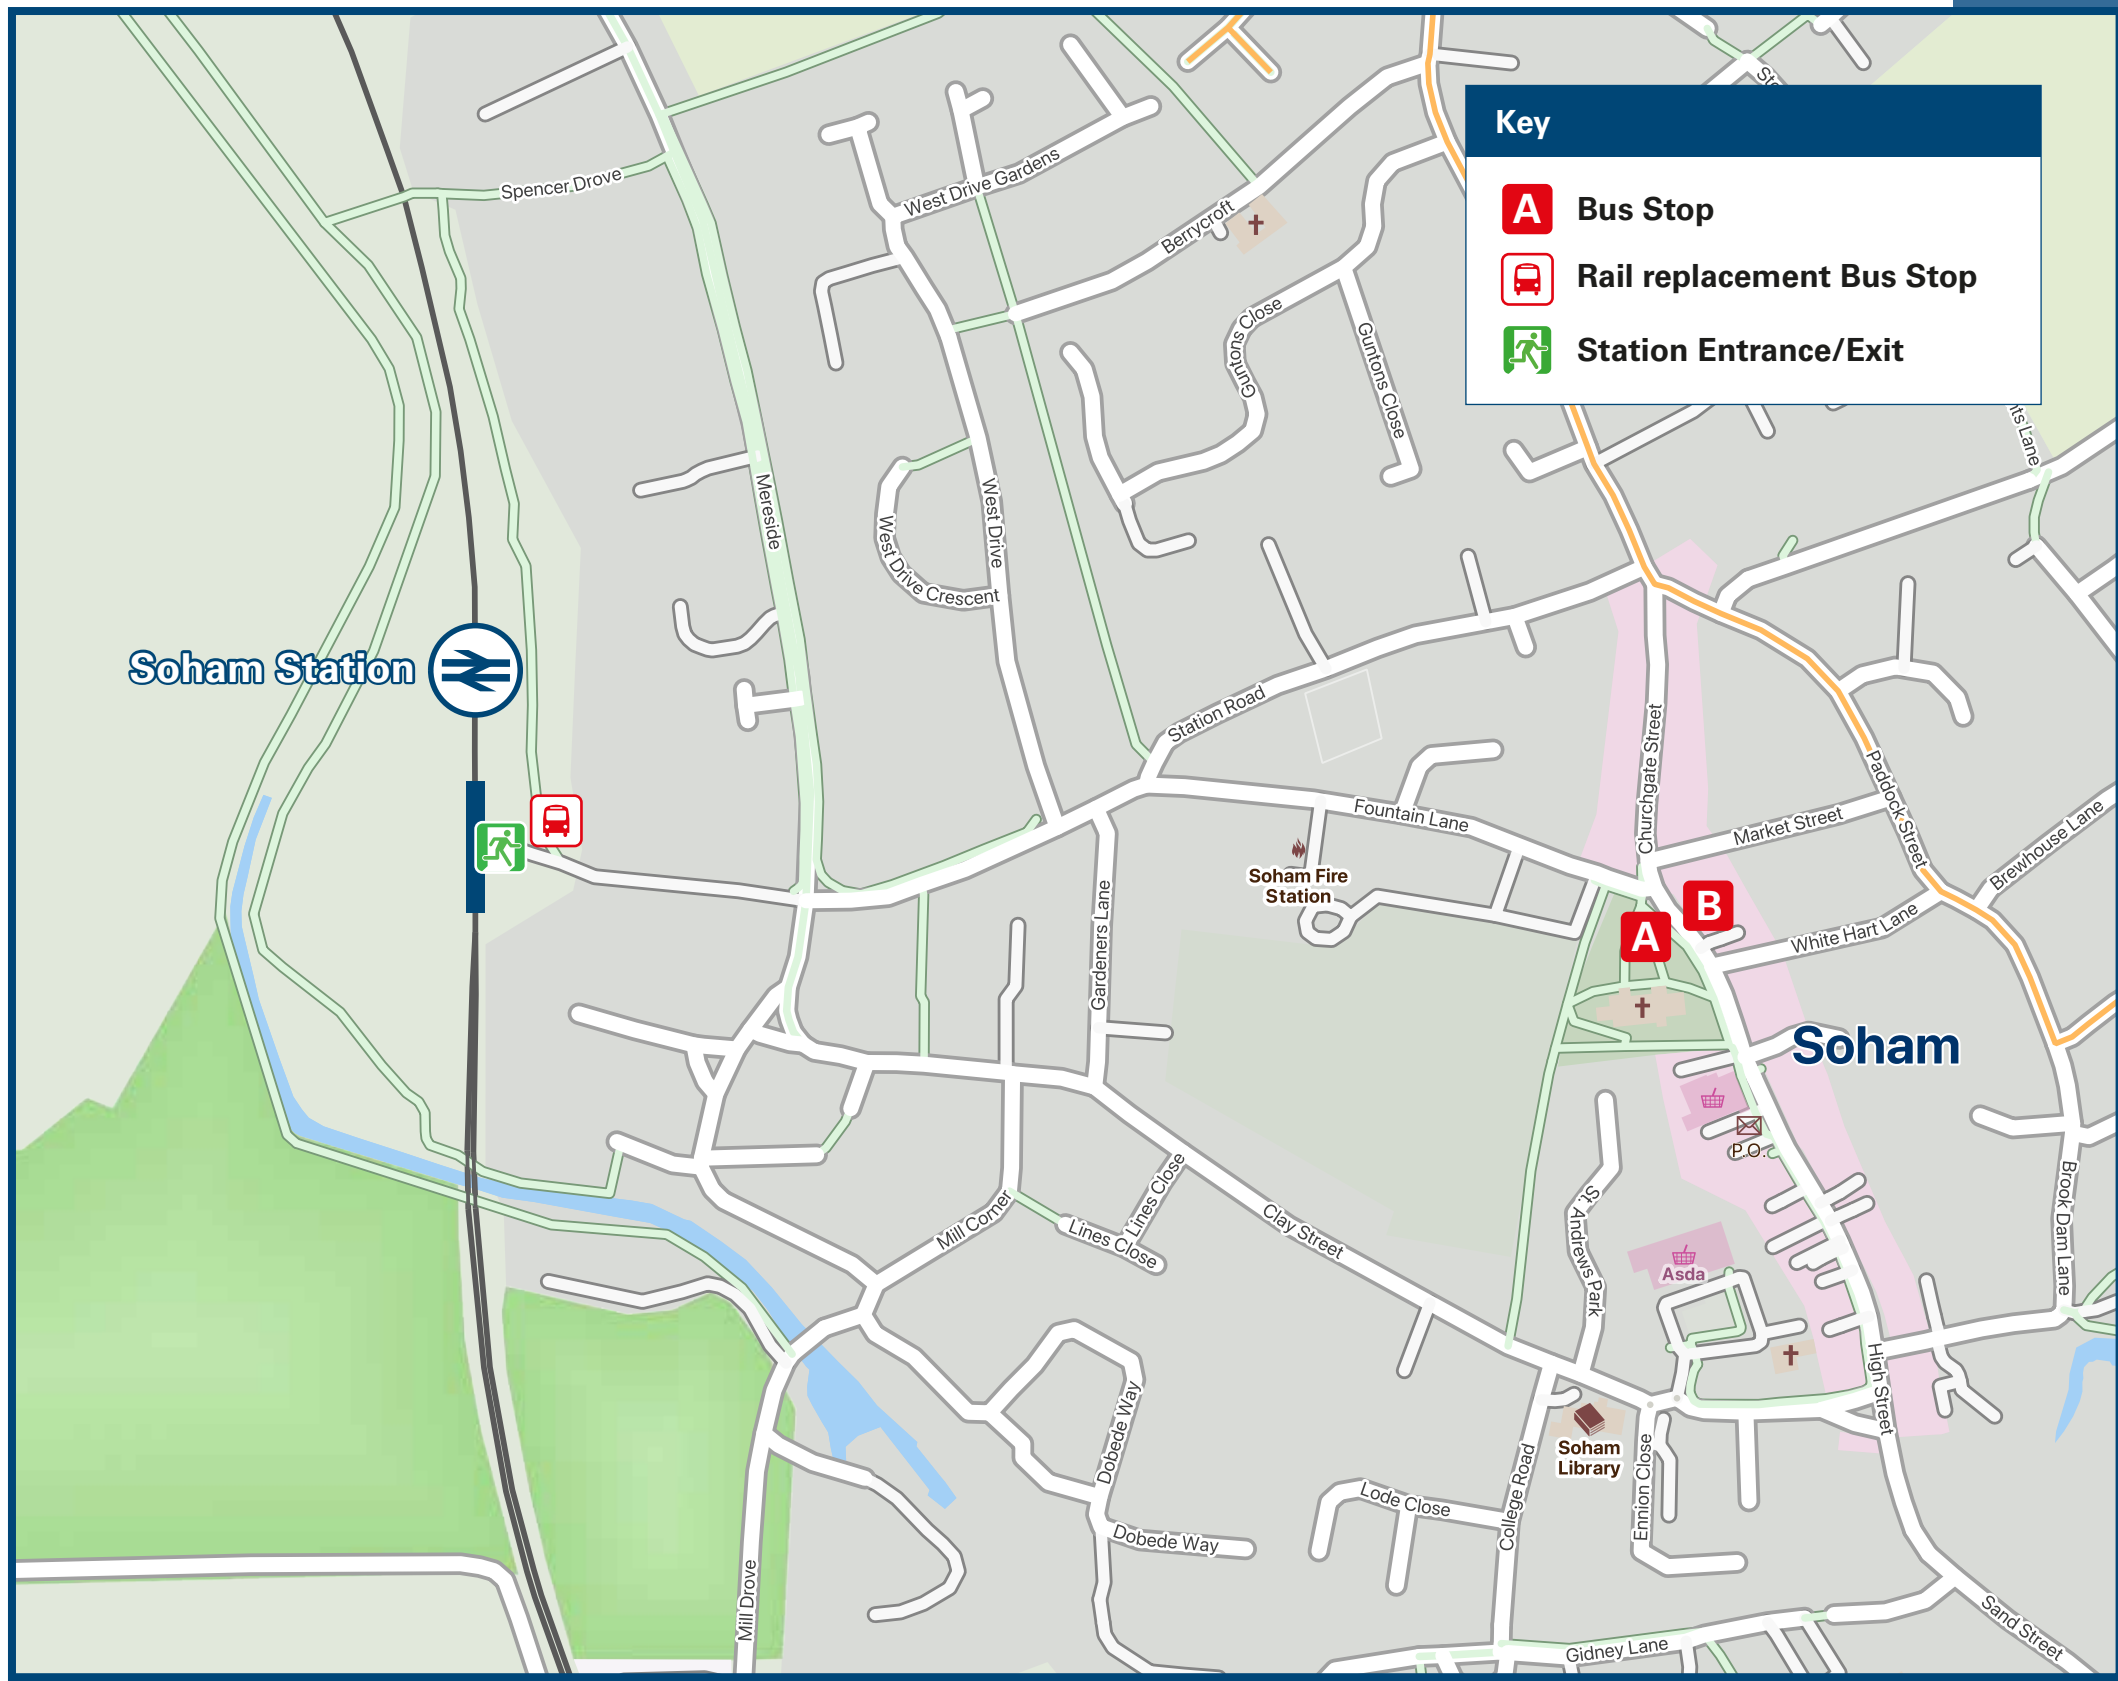 Key
A Bus Stop
Rail replacement Bus Stop
Station Entrance/Exit
Spencer Drove
West Drive Gardens
Berrycroft
Guntons Close
Guntons Close
Mereside
West Drive
West Drive Crescent
Soham Station
Station Road
Churchgate Street
Fountain Lane
Market Street
Paddock Street
Brewhouse Lane
White Hart Lane
Soham Fire
Station
A
B
Gardeners Lane
Soham
P.O.
Lines Close
Lines Close
Mill Corner
Clay Street
St. Andrews Park
Asda
Brook Dam Lane
High Street
Dobede Way
Dobede Way
Soham
Library
College Road
Ennion Close
Lode Close
Mill Drove
Gidney Lane
Sand Street
Lane